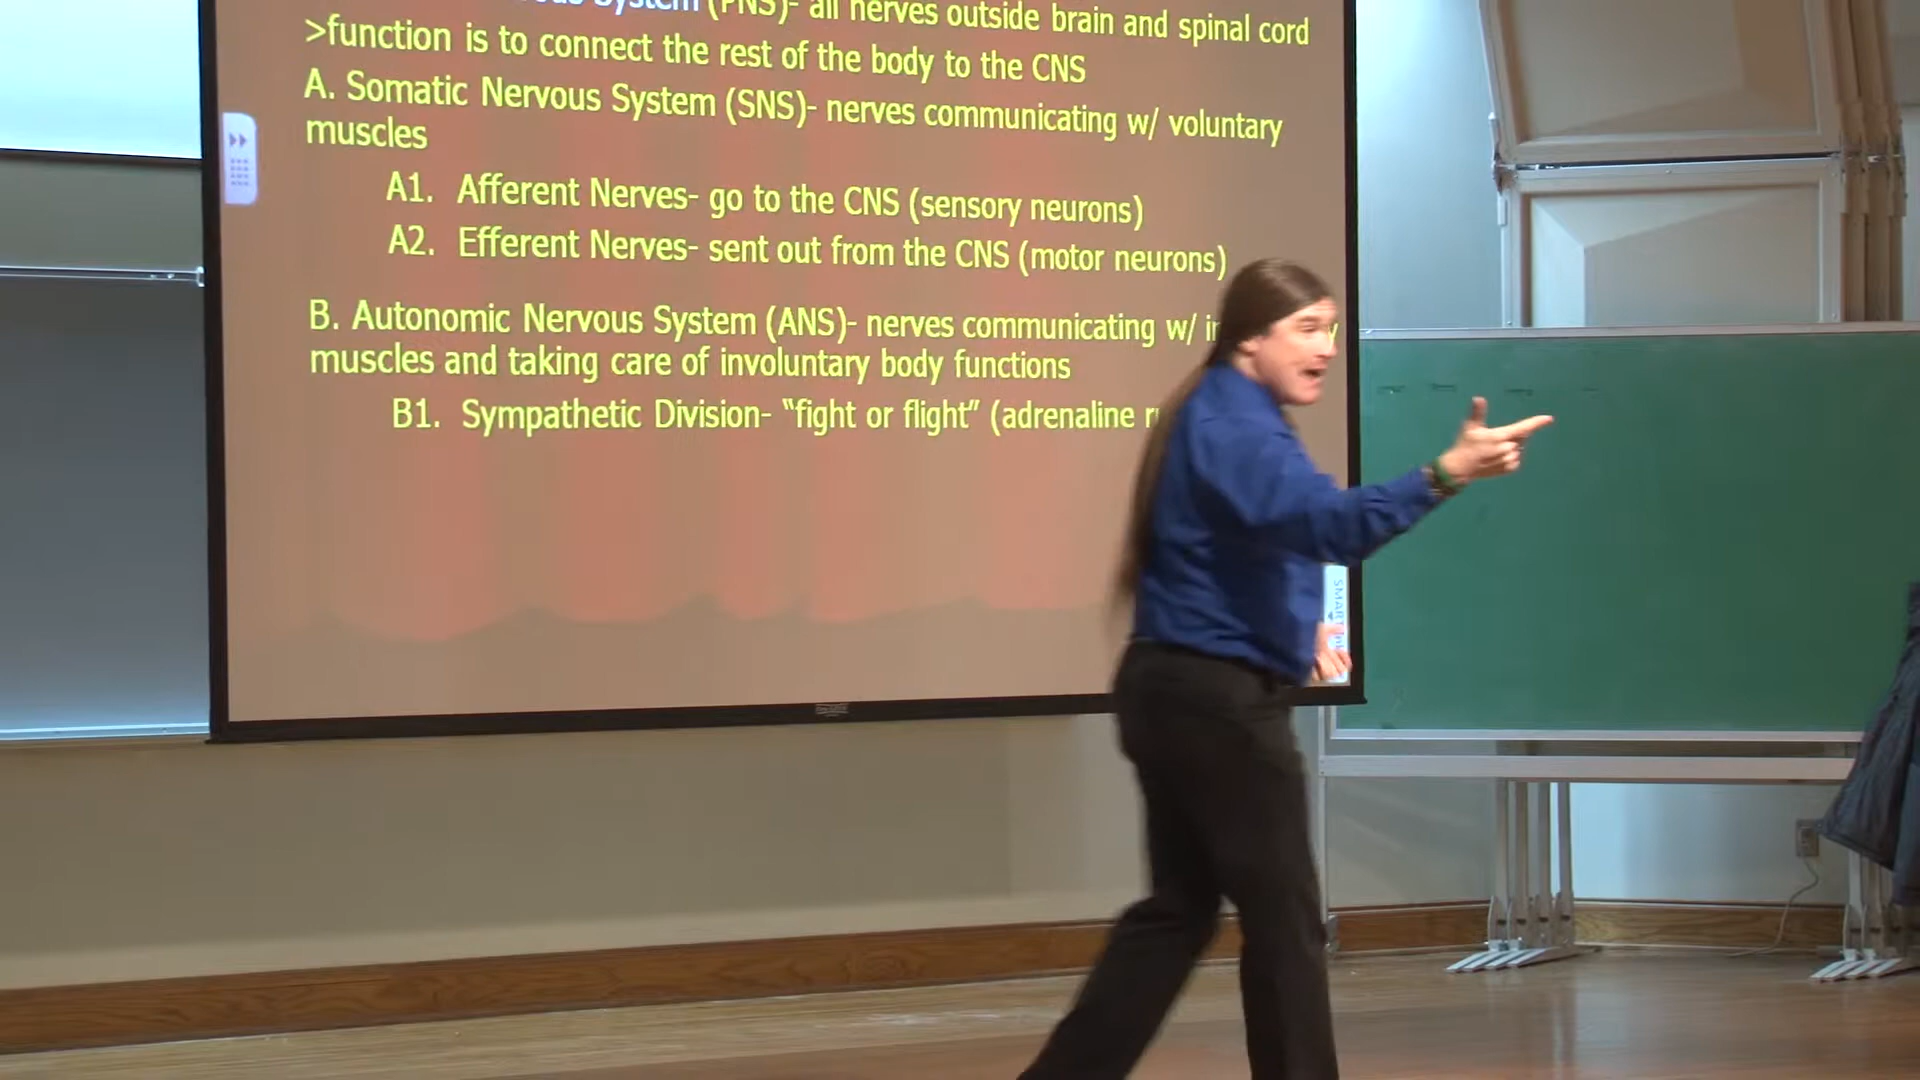 System (PNS)- all nerves outside brain and spinal cord
>function is to connect the rest of the body to the CNS
A. Somatic Nervous System (SNS)- nerves communicating w/ voluntary
muscles
A1. Afferent Nerves- go to the CNS (sensory neurons)
A2. Efferent Nerves- sent out from the CNS (motor neurons)
B. Autonomic Nervous System (ANS)- nerves communicating w/
muscles and taking care of involuntary body functions
B1. Sympathetic Division- “fight or flight” (adrenaline
SMART